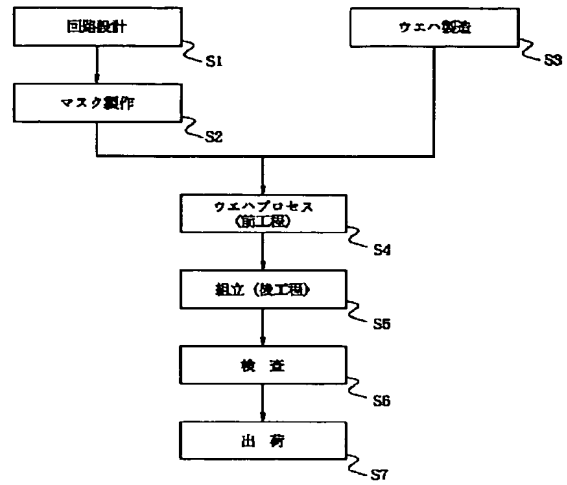 回路設計
S1
ウエハ製造
S3
マスク製作
S2
ウエハプロセス
(前工程)
S4
組立 (後工程)
S5
検 査
S6
出 荷
S7